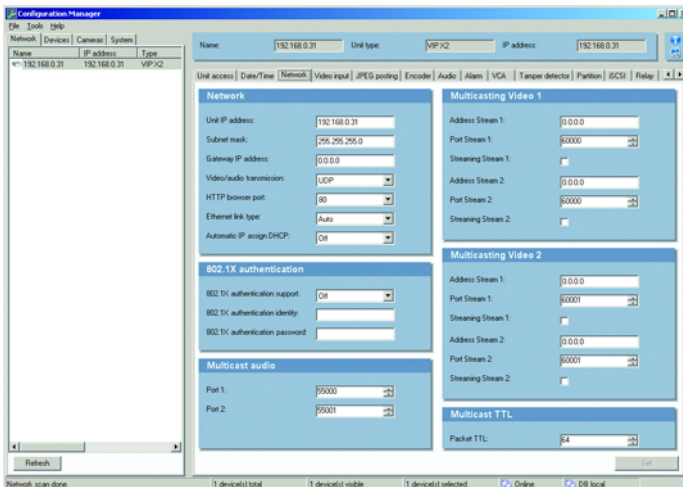 Configuration Manager
File Tools Help
Network Devices Cameras System
Name IP address Type
192.168.0.31 192.168.0.31 VIP X2
Name: 192.168.0.31 Unit type: VIP X2 IP address: 192.168.0.31
Unit access Date/Time Network Video input JPEG posting Encoder Audio Alarm VCA Tamper detector Partition iSCSI Relay
Network
Unit IP address: 192.168.0.31
Subnet mask: 255.255.255.0
Gateway IP address: 0.0.0.0
Video/audio transmission: UDP
HTTP browser port: 80
Ethernet link type: Auto
Automatic IP assign DHCP: Off
802.1X authentication
802.1X authentication support: Off
802.1X authentication identity:
802.1X authentication password:
Multicast audio
Port 1: 55000
Port 2: 55001
Multicasting Video 1
Address Stream 1: 0.0.0.0
Port Stream 1: 60000
Streaming Stream 1:
Address Stream 2: 0.0.0.0
Port Stream 2: 60000
Streaming Stream 2:
Multicasting Video 2
Address Stream 1: 0.0.0.0
Port Stream 1: 60001
Streaming Stream 1:
Address Stream 2: 0.0.0.0
Port Stream 2: 60001
Streaming Stream 2:
Multicast TTL
Packet TTL: 64
Refresh
Set
Network scan done. 1 device(s) total 1 device(s) visible 1 device(s) selected Online DB local